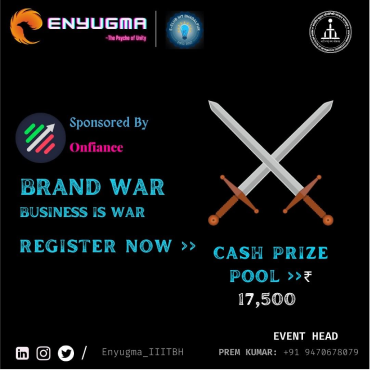 ENYUGMA
-The Psyche of Unity
Sponsored By
Onfiance
BRAND WAR
BUSINESS IS WAR
REGISTER NOW >>
CASH PRIZE
POOL >>₹
17,500
EVENT HEAD
/ Enyugma_IIITBH
PREM KUMAR: +91 9470678079